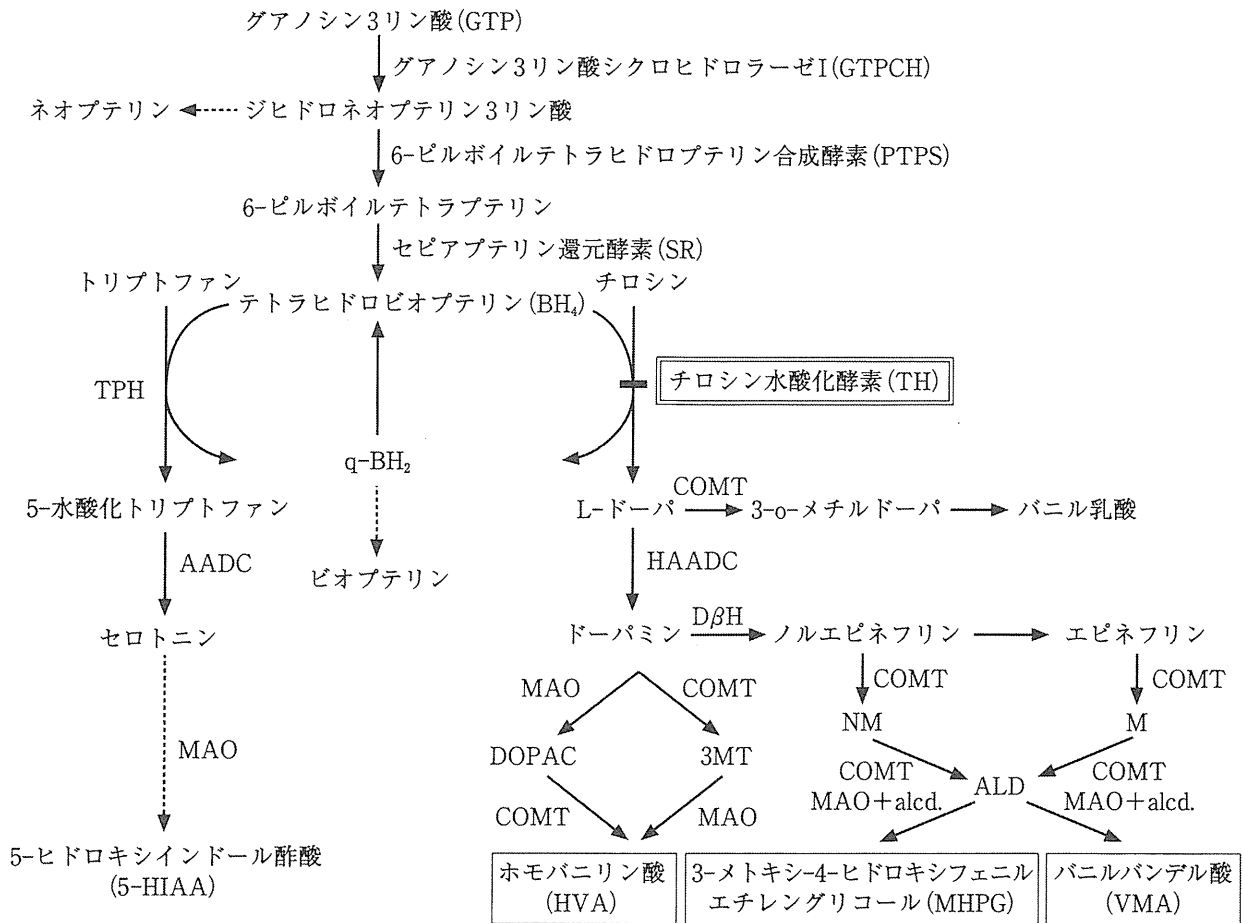 グアノシン3リン酸(GTP)
グアノシン3リン酸シクロヒドロラーゼI(GTPCH)
ネオプテリン
ジヒドロネオプテリン3リン酸
6-ピルボイルテトラヒドロプテリン合成酵素(PTPS)
6-ピルボイルテトラプテリン
セピアプテリン還元酵素(SR)
トリプトファン
チロシン
テトラヒドロビオプテリン(BH₄)
TPH
チロシン水酸化酵素(TH)
q-BH₂
5-水酸化トリプトファン
L-ドーパ
COMT
3-o-メチルドーパ
バニル乳酸
AADC
ビオプテリン
HAADC
セロトニン
ドーパミン
DβH
ノルエピネフリン
エピネフリン
MAO
COMT
COMT
COMT
MAO
DOPAC
3MT
NM
M
COMT
MAO
COMT
MAO+alcd.
ALD
COMT
MAO+alcd.
5-ヒドロキシインドール酢酸
(5-HIAA)
ホモバニリン酸
(HVA)
3-メトキシ-4-ヒドロキシフェニル
エチレングリコール(MHPG)
バニルバンデル酸
(VMA)